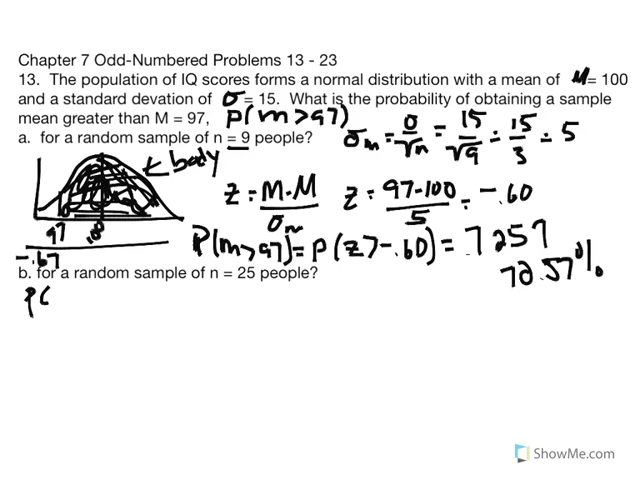 Chapter 7 Odd-Numbered Problems 13 - 23
13. The population of IQ scores forms a normal distribution with a mean of M = 100
and a standard devation of σ = 15. What is the probability of obtaining a sample
mean greater than M = 97, P(M>97)
a. for a random sample of n = 9 people? σm = σ/√n = 15/√9 = 15/3 = 5
body
Z = M-M/σm Z = 97-100/5 = -.60
97 100
P(M>97) = P(Z>-.60) = .7257
-.67
72.57%
b. for a random sample of n = 25 people?
P(
ShowMe.com